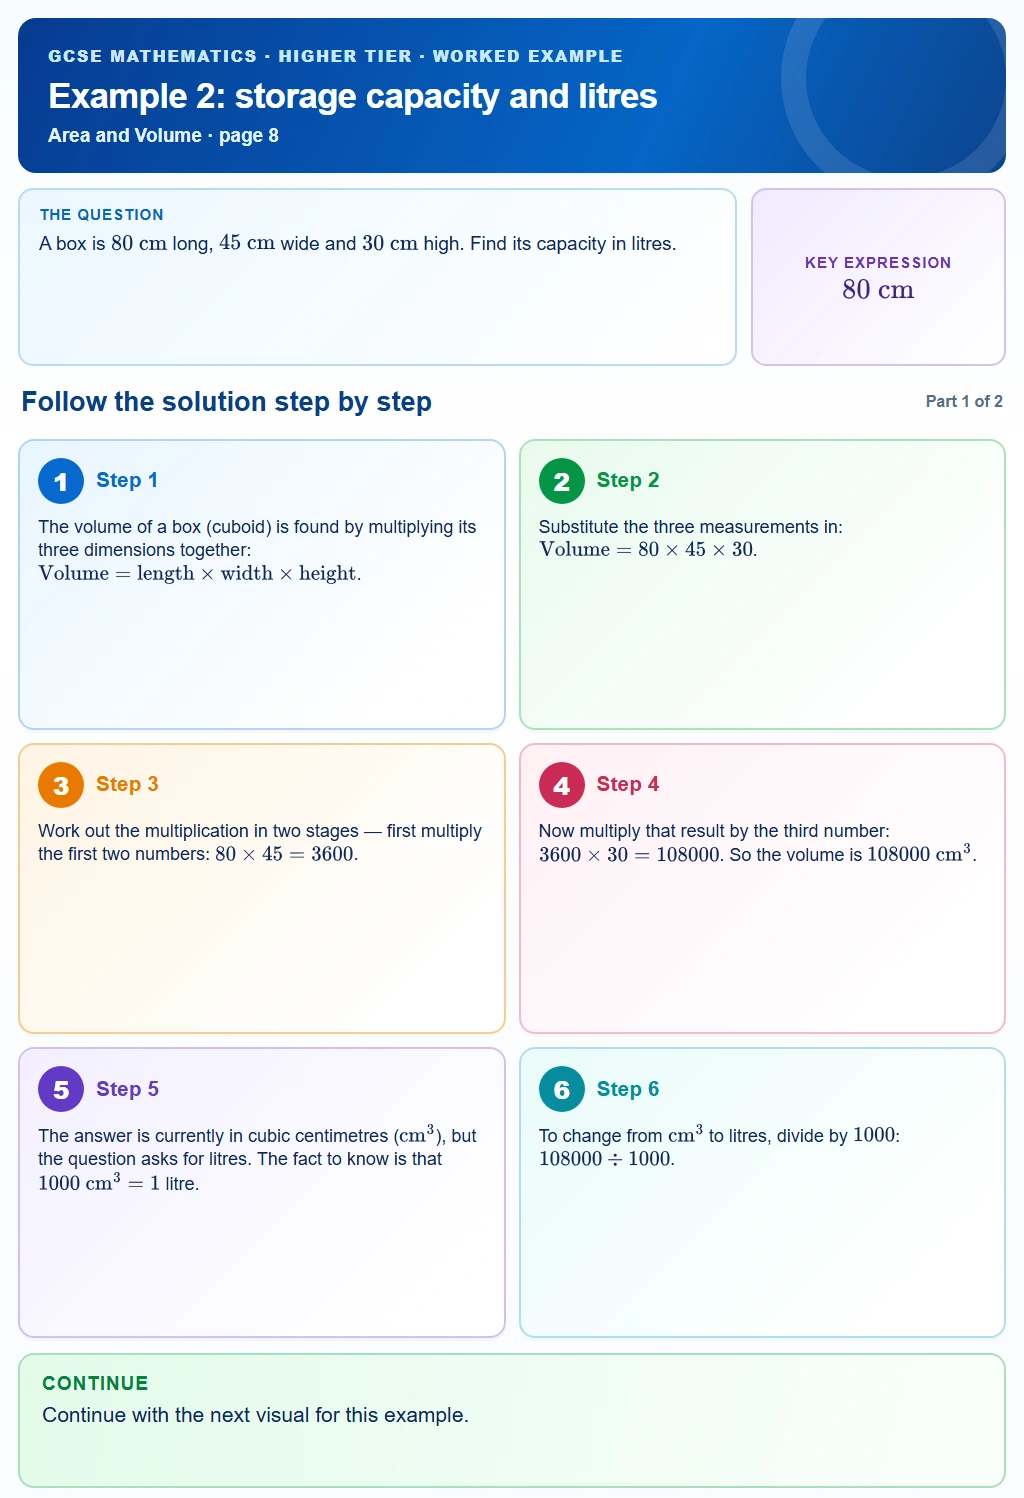 GCSE MATHEMATICS · HIGHER TIER · WORKED EXAMPLE
Example 2: storage capacity and litres
Area and Volume · page 8
THE QUESTION
A box is 80 cm long, 45 cm wide and 30 cm high. Find its capacity in litres.
KEY EXPRESSION
80 cm
Follow the solution step by step
Part 1 of 2
1 Step 1
The volume of a box (cuboid) is found by multiplying its
three dimensions together:
Volume = length × width × height.
2 Step 2
Substitute the three measurements in:
Volume = 80 × 45 × 30.
3 Step 3
Work out the multiplication in two stages — first multiply
the first two numbers: 80 × 45 = 3600.
4 Step 4
Now multiply that result by the third number:
3600 × 30 = 108000. So the volume is 108000 cm³.
5 Step 5
The answer is currently in cubic centimetres (cm³), but
the question asks for litres. The fact to know is that
1000 cm³ = 1 litre.
6 Step 6
To change from cm³ to litres, divide by 1000:
108000 ÷ 1000.
CONTINUE
Continue with the next visual for this example.